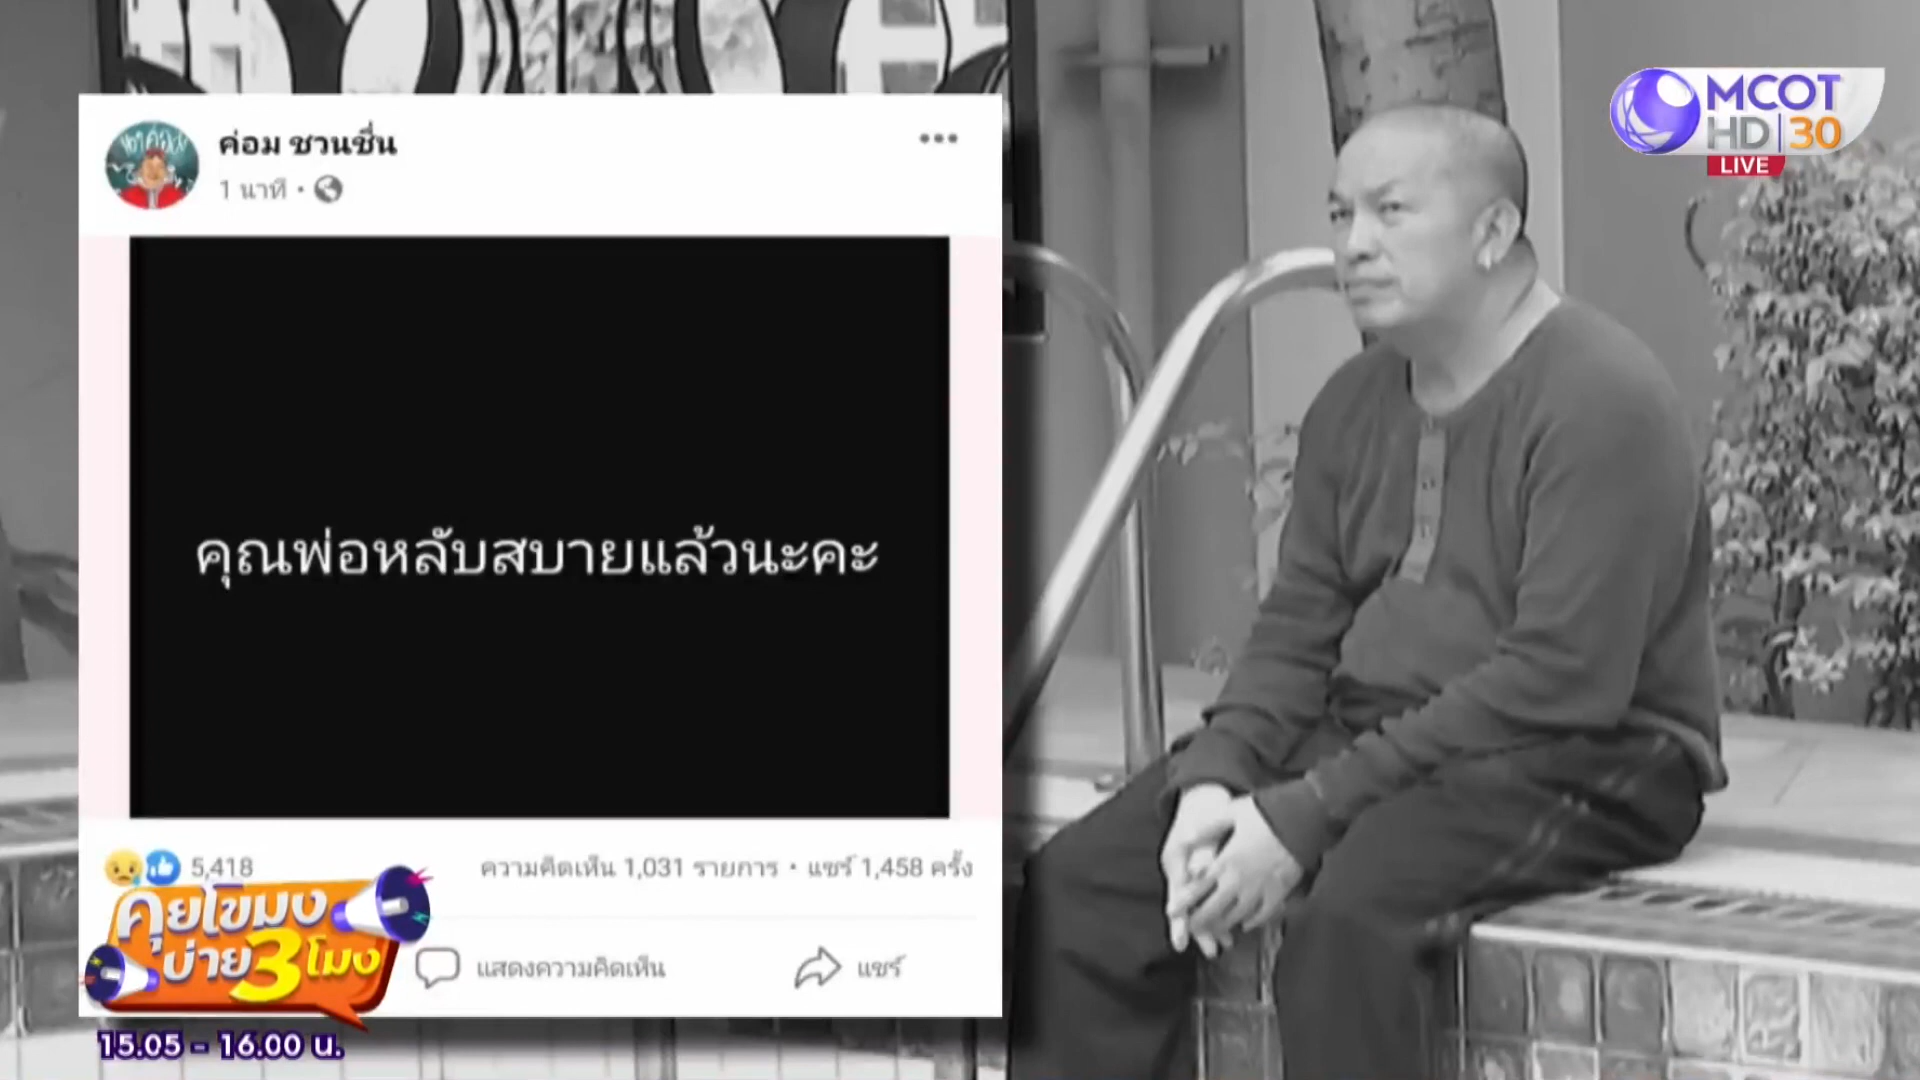 MCOT
HD 30
LIVE
ค่อม ชวนชื่น
1 นาที
คุณพ่อหลับสบายแล้วนะคะ
5,418
ความคิดเห็น 1,031 รายการ • แชร์ 1,458 ครั้ง
แสดงความคิดเห็น
แชร์
คุยโขมง
บ่าย 3 โมง
15.05 - 16.00 น.